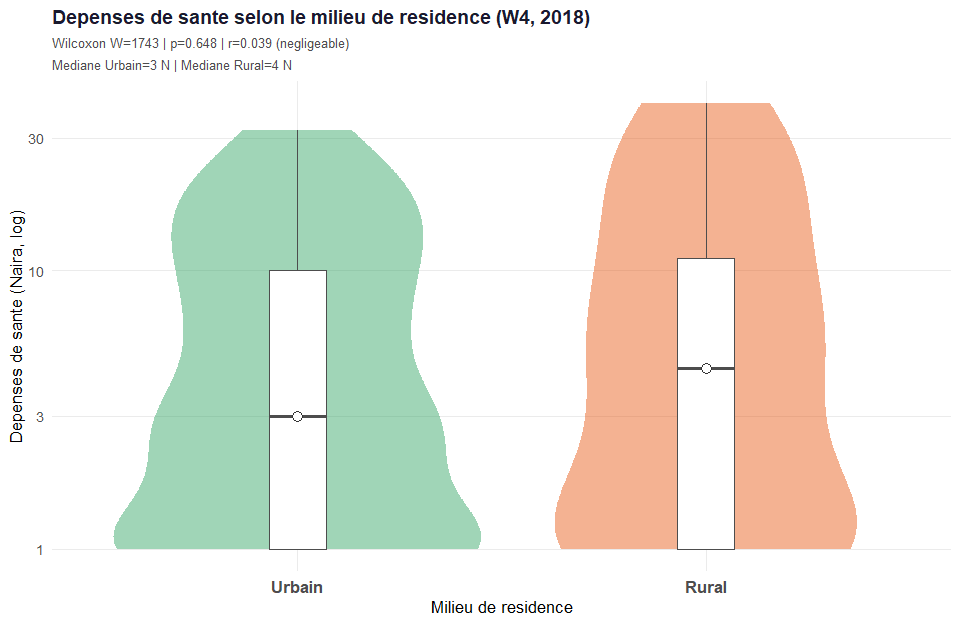 Depenses de sante selon le milieu de residence (W4, 2018)
Wilcoxon W=1743 | p=0.648 | r=0.039 (negligeable)
Mediane Urbain=3 N | Mediane Rural=4 N
Depenses de sante (Naira, log)
30
10
3
1
Urbain
Rural
Milieu de residence